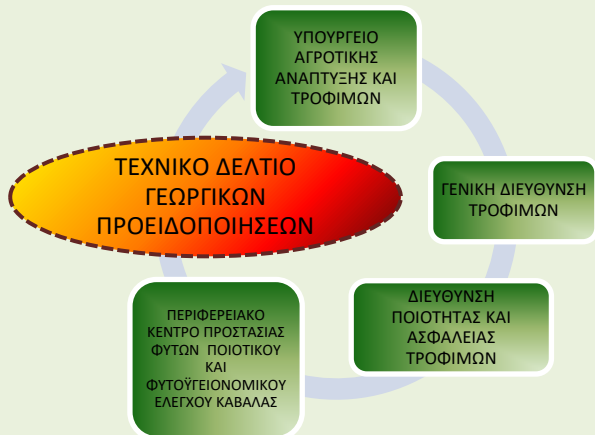 ΥΠΟΥΡΓΕΙΟ
ΑΓΡΟΤΙΚΗΣ
ΑΝΑΠΤΥΞΗΣ ΚΑΙ
ΤΡΟΦΙΜΩΝ
ΤΕΧΝΙΚΟ ΔΕΛΤΙΟ
ΓΕΩΡΓΙΚΩΝ
ΠΡΟΕΙΔΟΠΟΙΗΣΕΩΝ
ΓΕΝΙΚΗ ΔΙΕΥΘΥΝΣΗ
ΤΡΟΦΙΜΩΝ
ΔΙΕΥΘΥΝΣΗ
ΠΟΙΟΤΗΤΑΣ ΚΑΙ
ΑΣΦΑΛΕΙΑΣ
ΤΡΟΦΙΜΩΝ
ΠΕΡΙΦΕΡΕΙΑΚΟ
ΚΕΝΤΡΟ ΠΡΟΣΤΑΣΙΑΣ
ΦΥΤΩΝ ΠΟΙΟΤΙΚΟΥ
ΚΑΙ
ΦΥΤΟΫΓΕΙΟΝΟΜΙΚΟΥ
ΕΛΕΓΧΟΥ ΚΑΒΑΛΑΣ